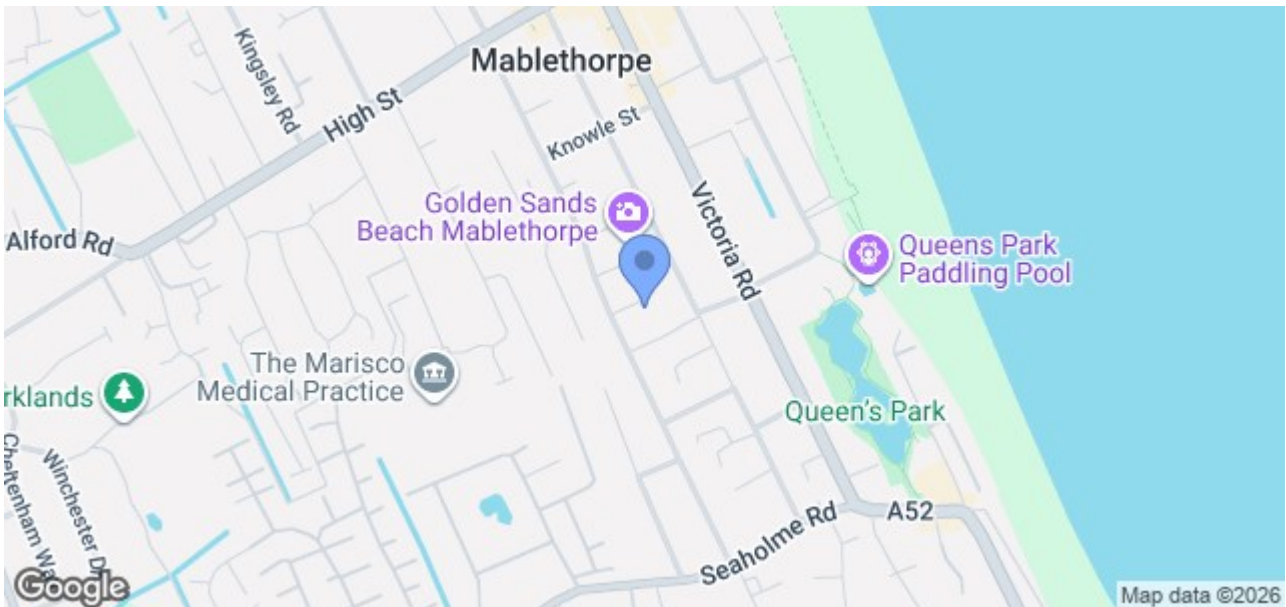 Mablethorpe
Kingsley Rd
High St
Knowle St
Golden Sands
Beach Mablethorpe
Victoria Rd
Alford Rd
Queens Park
Paddling Pool
The Marisco
Medical Practice
rklands
Queen's Park
Cheltenham Wa
Winchester D
A52
Seaholme Rd
Google
Map data ©2026